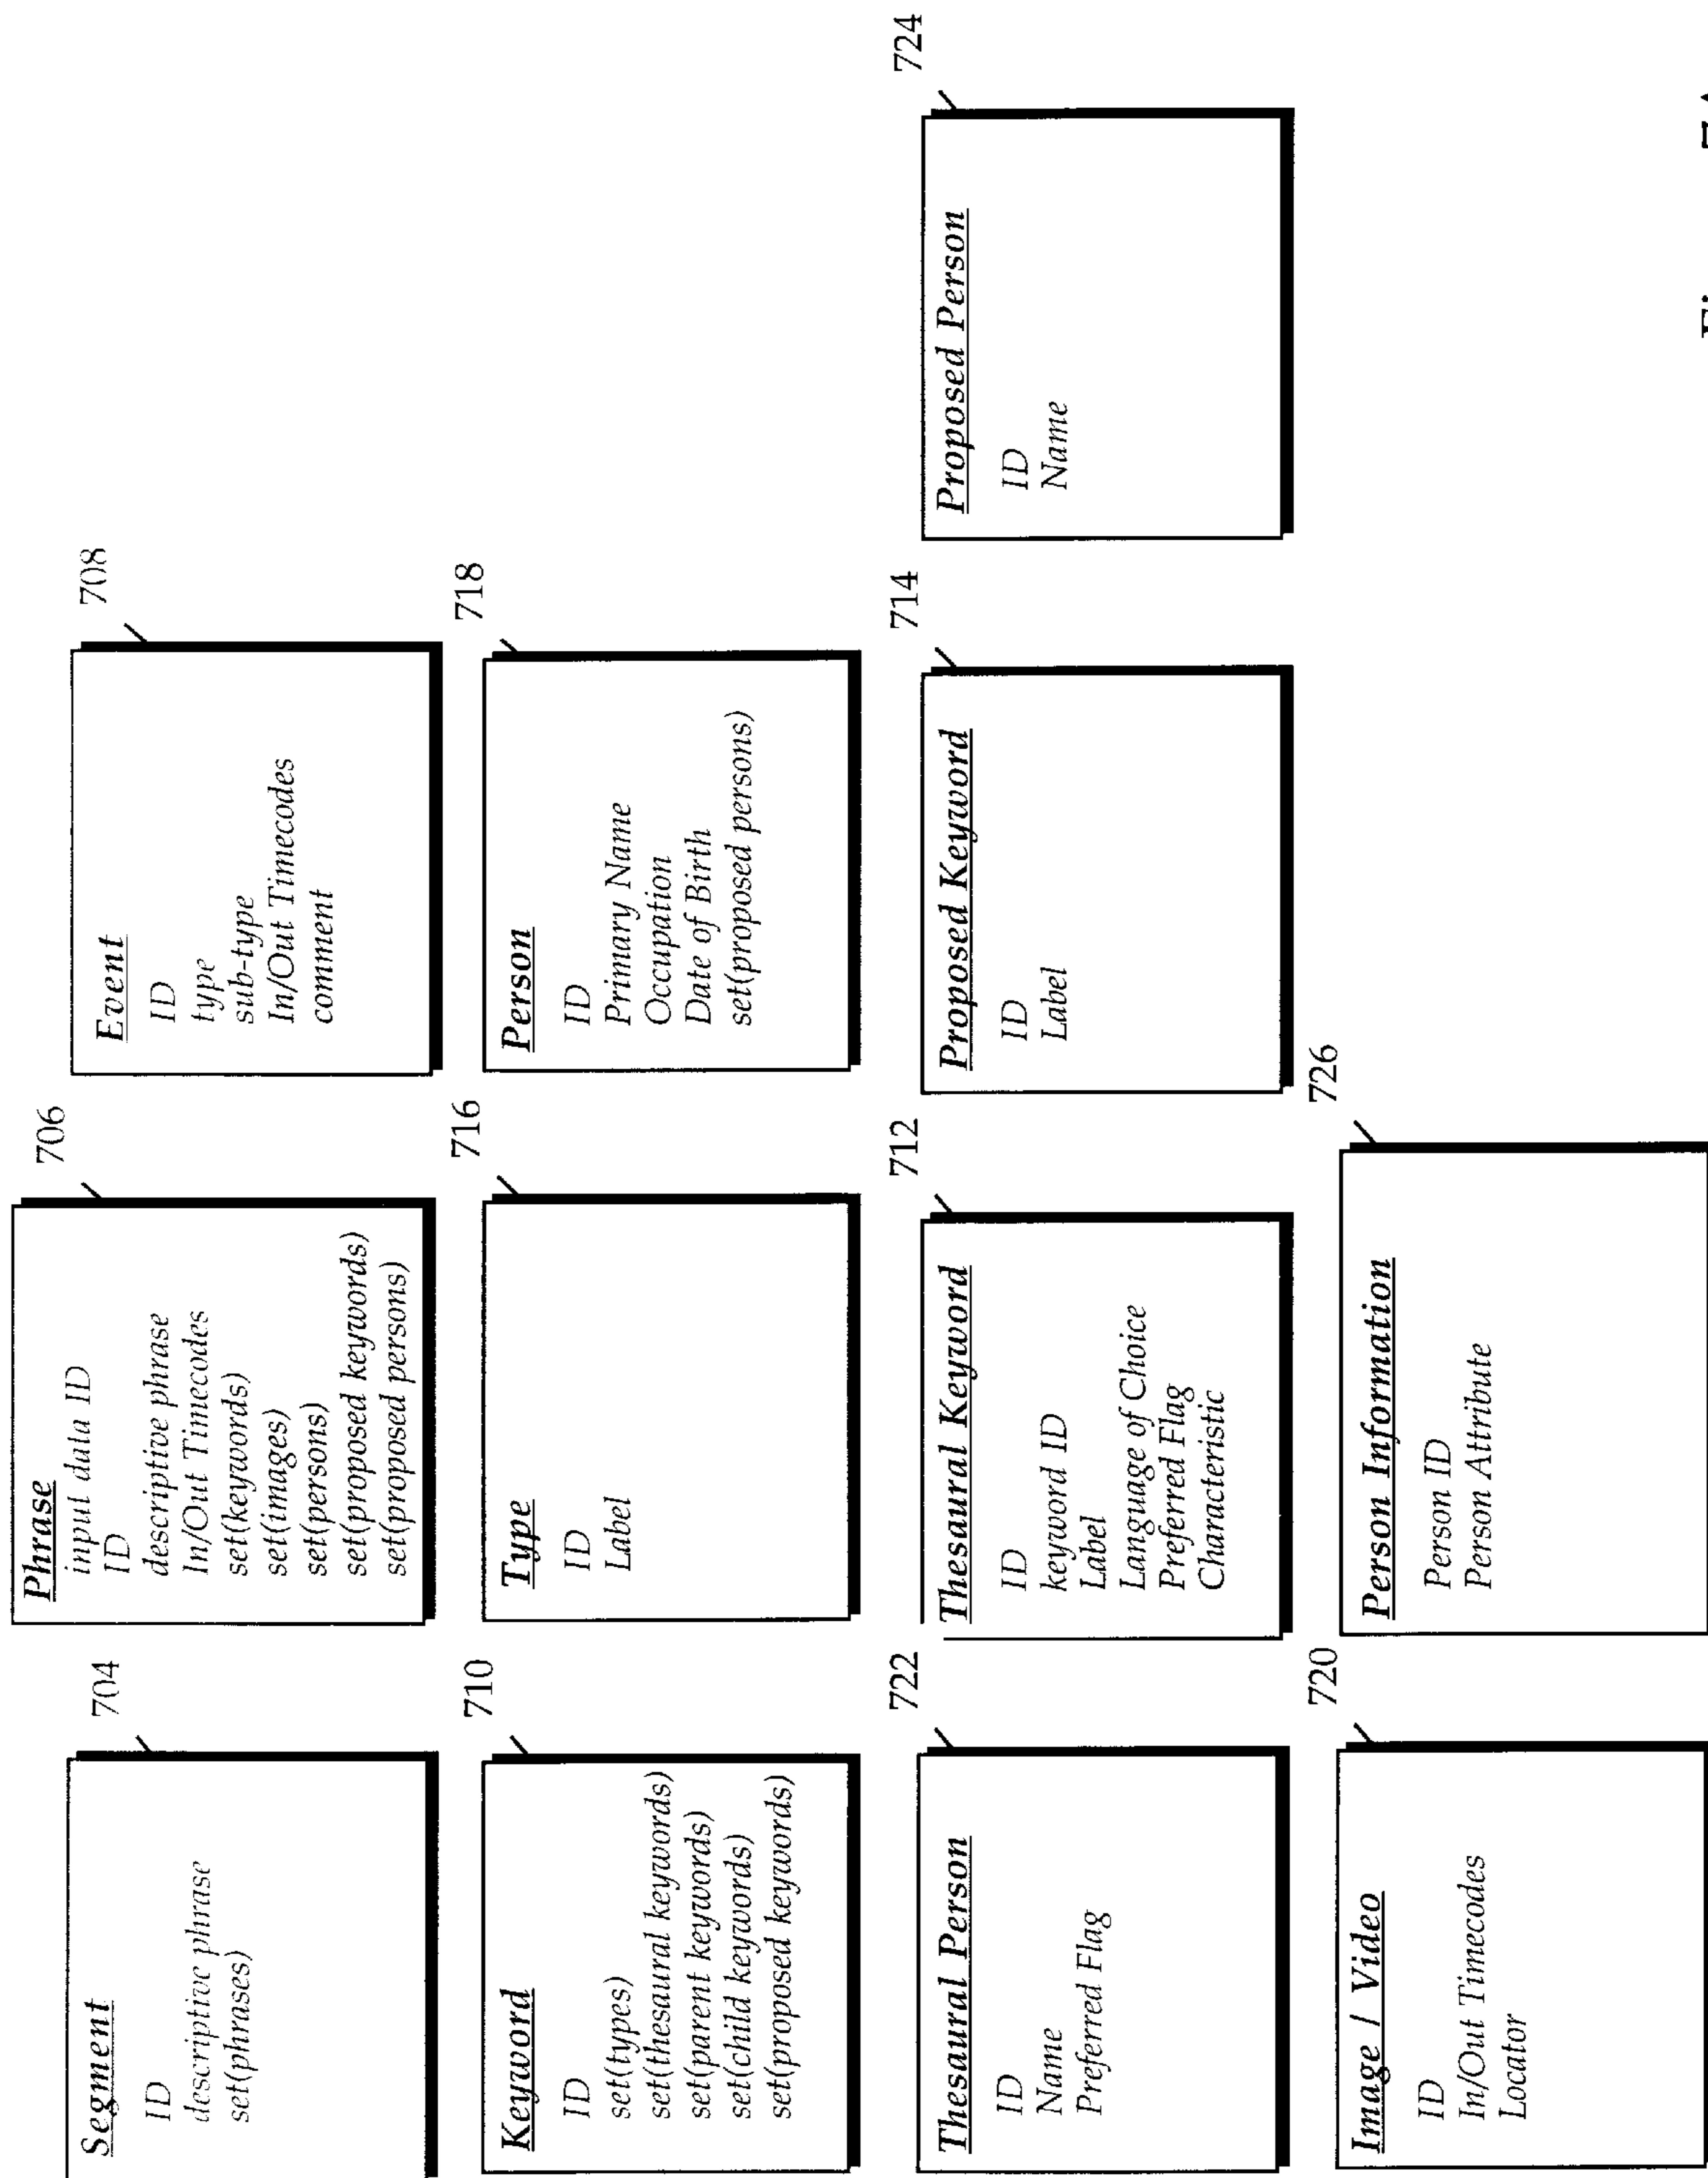 704
Segment
ID
descriptive phrase
set(phrases)
706
Phrase
input data ID
ID
descriptive phrase
In/Out Timecodes
set(keywords)
set(images)
set(persons)
set(proposed keywords)
set(proposed persons)
708
Event
ID
type
sub-type
In/Out Timecodes
comment
710
Keyword
ID
set(types)
set(thesaural keywords)
set(parent keywords)
set(child keywords)
set(proposed keywords)
716
Type
ID
Label
718
Person
ID
Primary Name
Occupation
Date of Birth
set(proposed persons)
722
Thesaural Person
ID
Name
Preferred Flag
712
Thesaural Keyword
ID
keyword ID
Label
Language of Choice
Preferred Flag
Characteristic
714
Proposed Keyword
ID
Label
724
Proposed Person
ID
Name
720
Image / Video
ID
In/Out Timecodes
Locator
726
Person Information
Person ID
Person Attribute